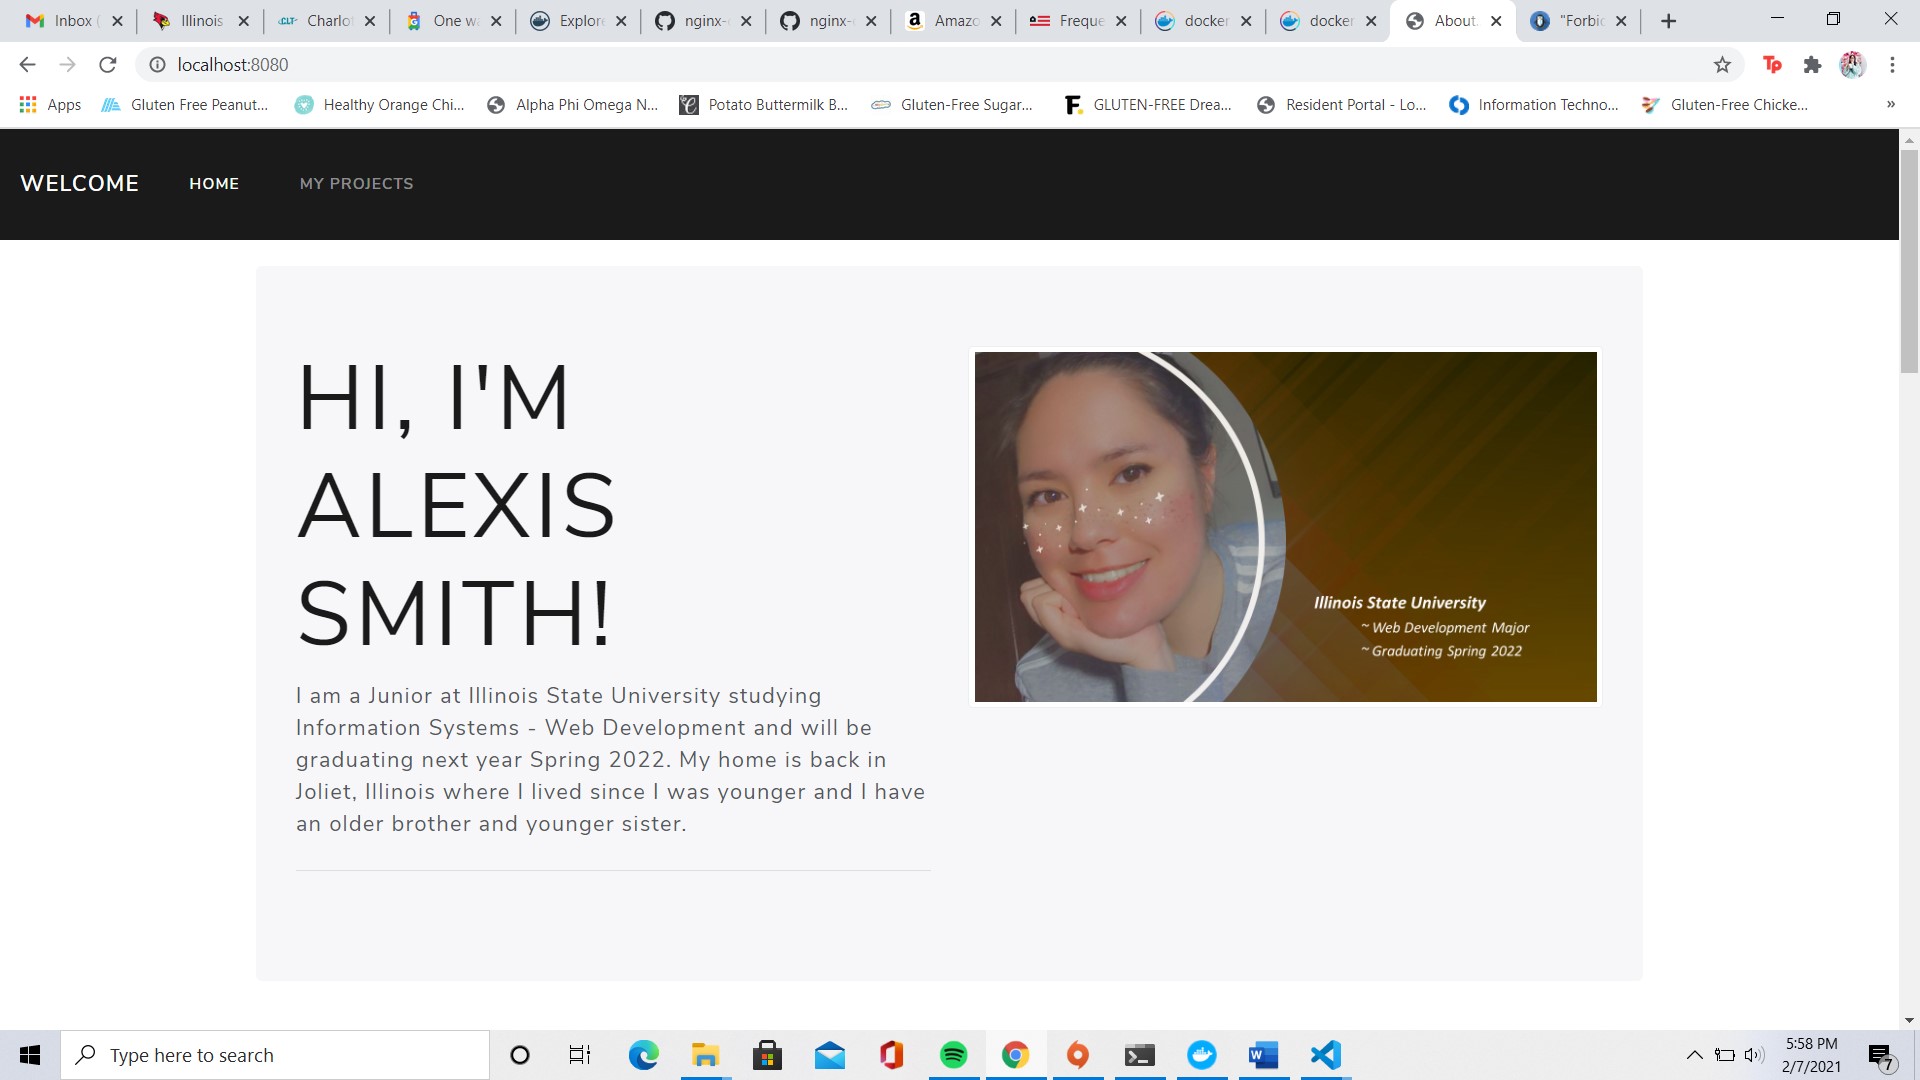 Inbox (
Illinois
Charlo
One wa
Explore
nginx-
nginx-
Amazo
Freque
docker
docker
About
"Forbid
localhost:8080
Apps
Gluten Free Peanut...
Healthy Orange Chi...
Alpha Phi Omega N...
Potato Buttermilk B...
Gluten-Free Sugar...
GLUTEN-FREE Drea...
Resident Portal - Lo...
Information Techno...
Gluten-Free Chicke...
»
WELCOME
HOME
MY PROJECTS
HI, I'M
ALEXIS
SMITH!
I am a Junior at Illinois State University studying
Information Systems - Web Development and will be
graduating next year Spring 2022. My home is back in
Joliet, Illinois where I lived since I was younger and I have
an older brother and younger sister.
Illinois State University
~ Web Development Major
~ Graduating Spring 2022
Type here to search
5:58 PM
2/7/2021
7